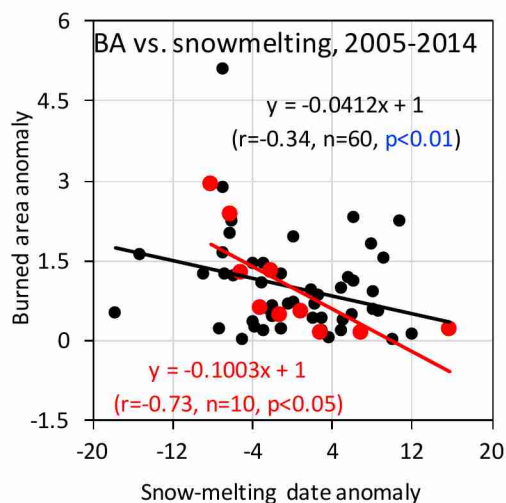 BA vs. snowmelting, 2005-2014
y = -0.0412x + 1
(r=-0.34, n=60, p<0.01)
y = -0.1003x + 1
(r=-0.73, n=10, p<0.05)
Burned area anomaly
6
4.5
3
1.5
0
-1.5
-20 -12 -4 4 12 20
Snow-melting date anomaly